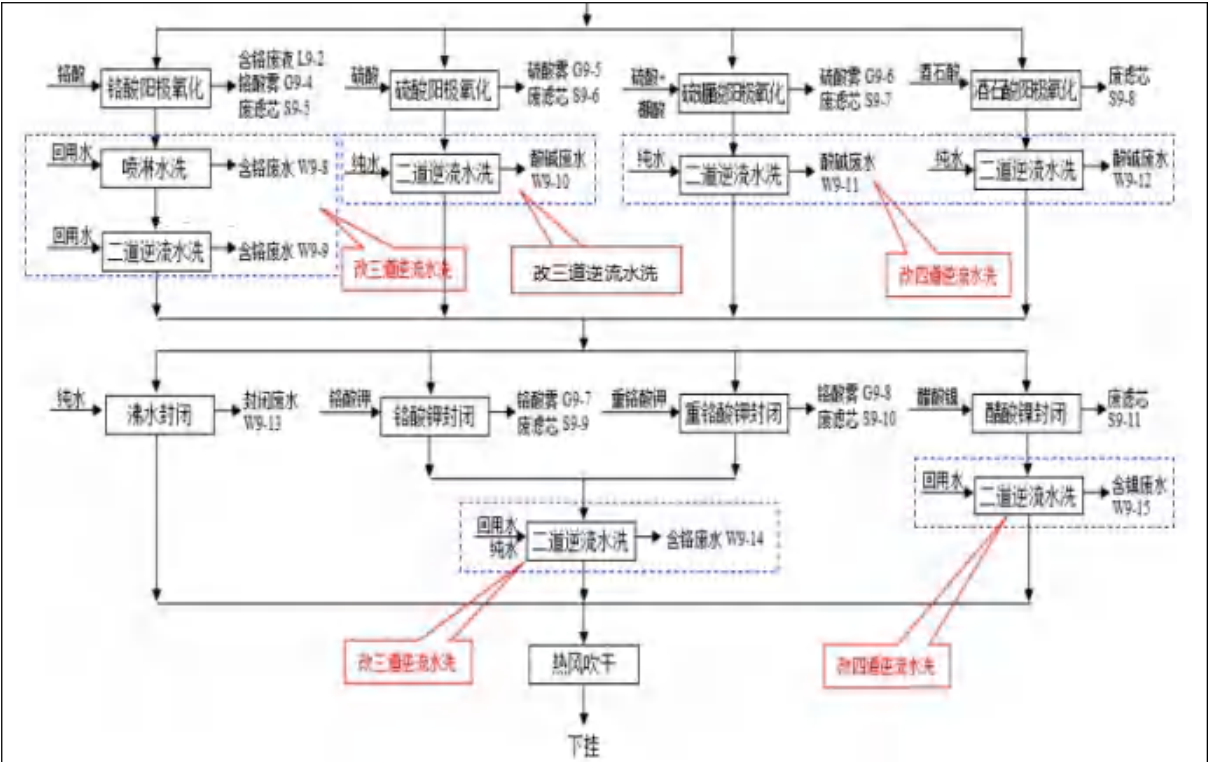 铬酸
铬酸阳极氧化
含铬废液 L9-2
铬酸雾 G9-4
废滤芯 S9-5
硫酸
硫酸阳极氧化
硫酸雾 G9-5
废滤芯 S9-6
硫酸+
硼酸
硫硼酸阳极氧化
硫酸雾 G9-6
废滤芯 S9-7
酒石酸
酒石酸阳极氧化
废滤芯
S9-8
回用水
喷淋水洗
含铬废水 W9-8
纯水
二道逆流水洗
酸碱废水
W9-10
纯水
二道逆流水洗
酸碱废水
W9-11
纯水
二道逆流水洗
酸碱废水
W9-12
回用水
二道逆流水洗
含铬废水 W9-9
改三道逆流水洗
改三道逆流水洗
改四道逆流水洗
纯水
沸水封闭
封闭废水
W9-13
铬酸钾
铬酸钾封闭
铬酸雾 G9-7
废滤芯 S9-9
重铬酸钾
重铬酸钾封闭
铬酸雾 G9-8
废滤芯 S9-10
醋酸镍
醋酸镍封闭
废滤芯
S9-11
回用水
二道逆流水洗
含镍废水
W9-15
回用水
纯水
二道逆流水洗
含铬废水 W9-14
改三道逆流水洗
热风吹干
改四道逆流水洗
下挂